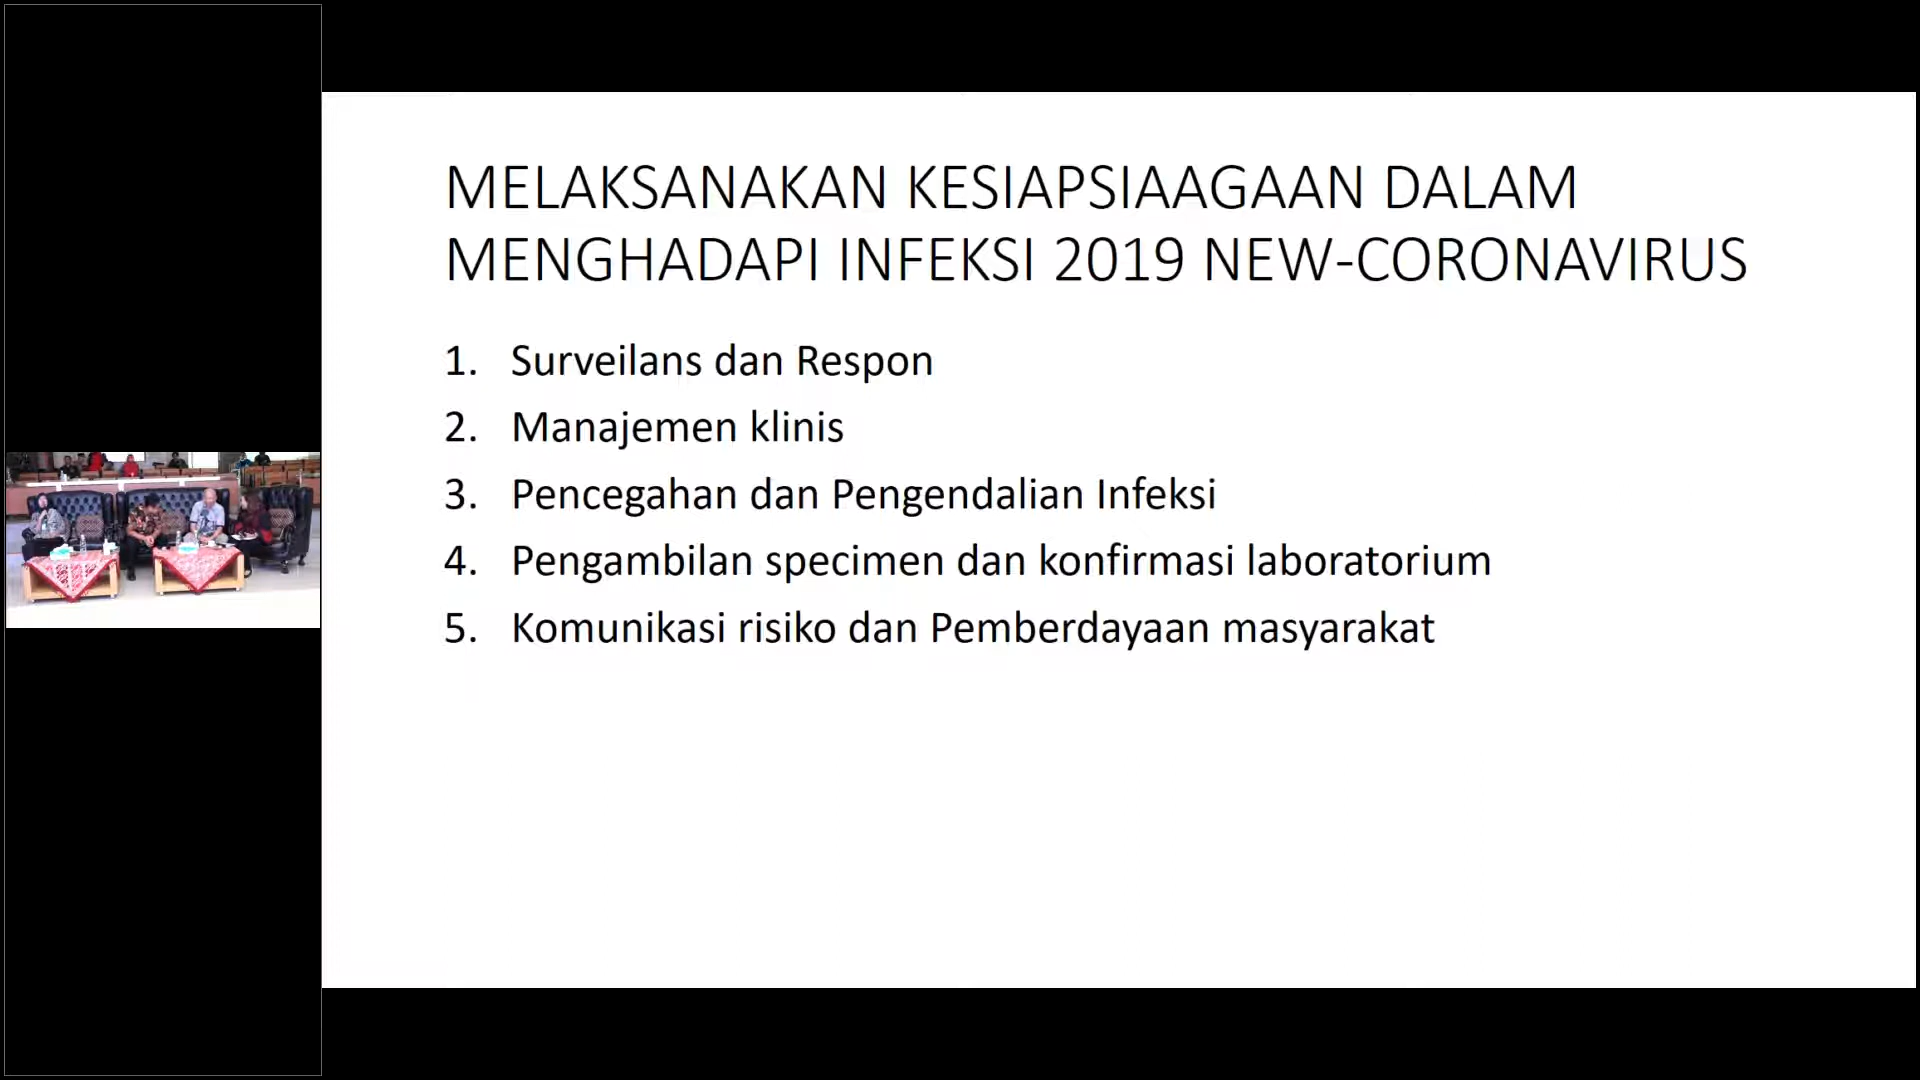 MELAKSANAKAN KESIAPSIAAGAAN DALAM
MENGHADAPI INFEKSI 2019 NEW-CORONAVIRUS
1. Surveilans dan Respon
2. Manajemen klinis
3. Pencegahan dan Pengendalian Infeksi
4. Pengambilan specimen dan konfirmasi laboratorium
5. Komunikasi risiko dan Pemberdayaan masyarakat